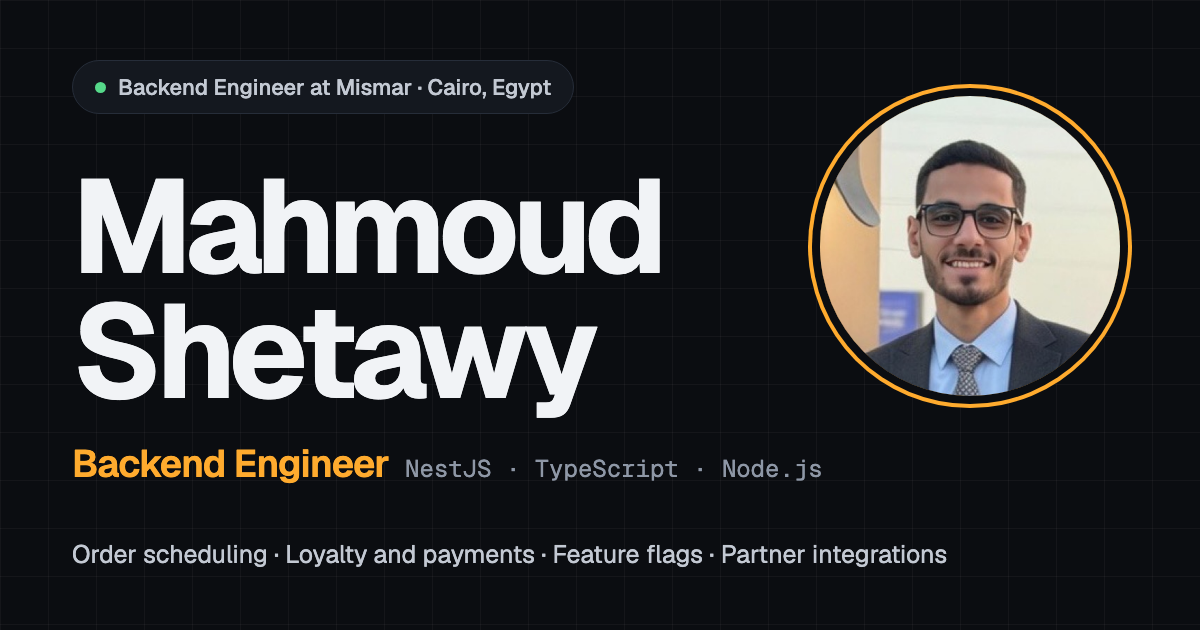 Backend Engineer at Mismar · Cairo, Egypt
Mahmoud
Shetawy
Backend Engineer NestJS · TypeScript · Node.js
Order scheduling · Loyalty and payments · Feature flags · Partner integrations